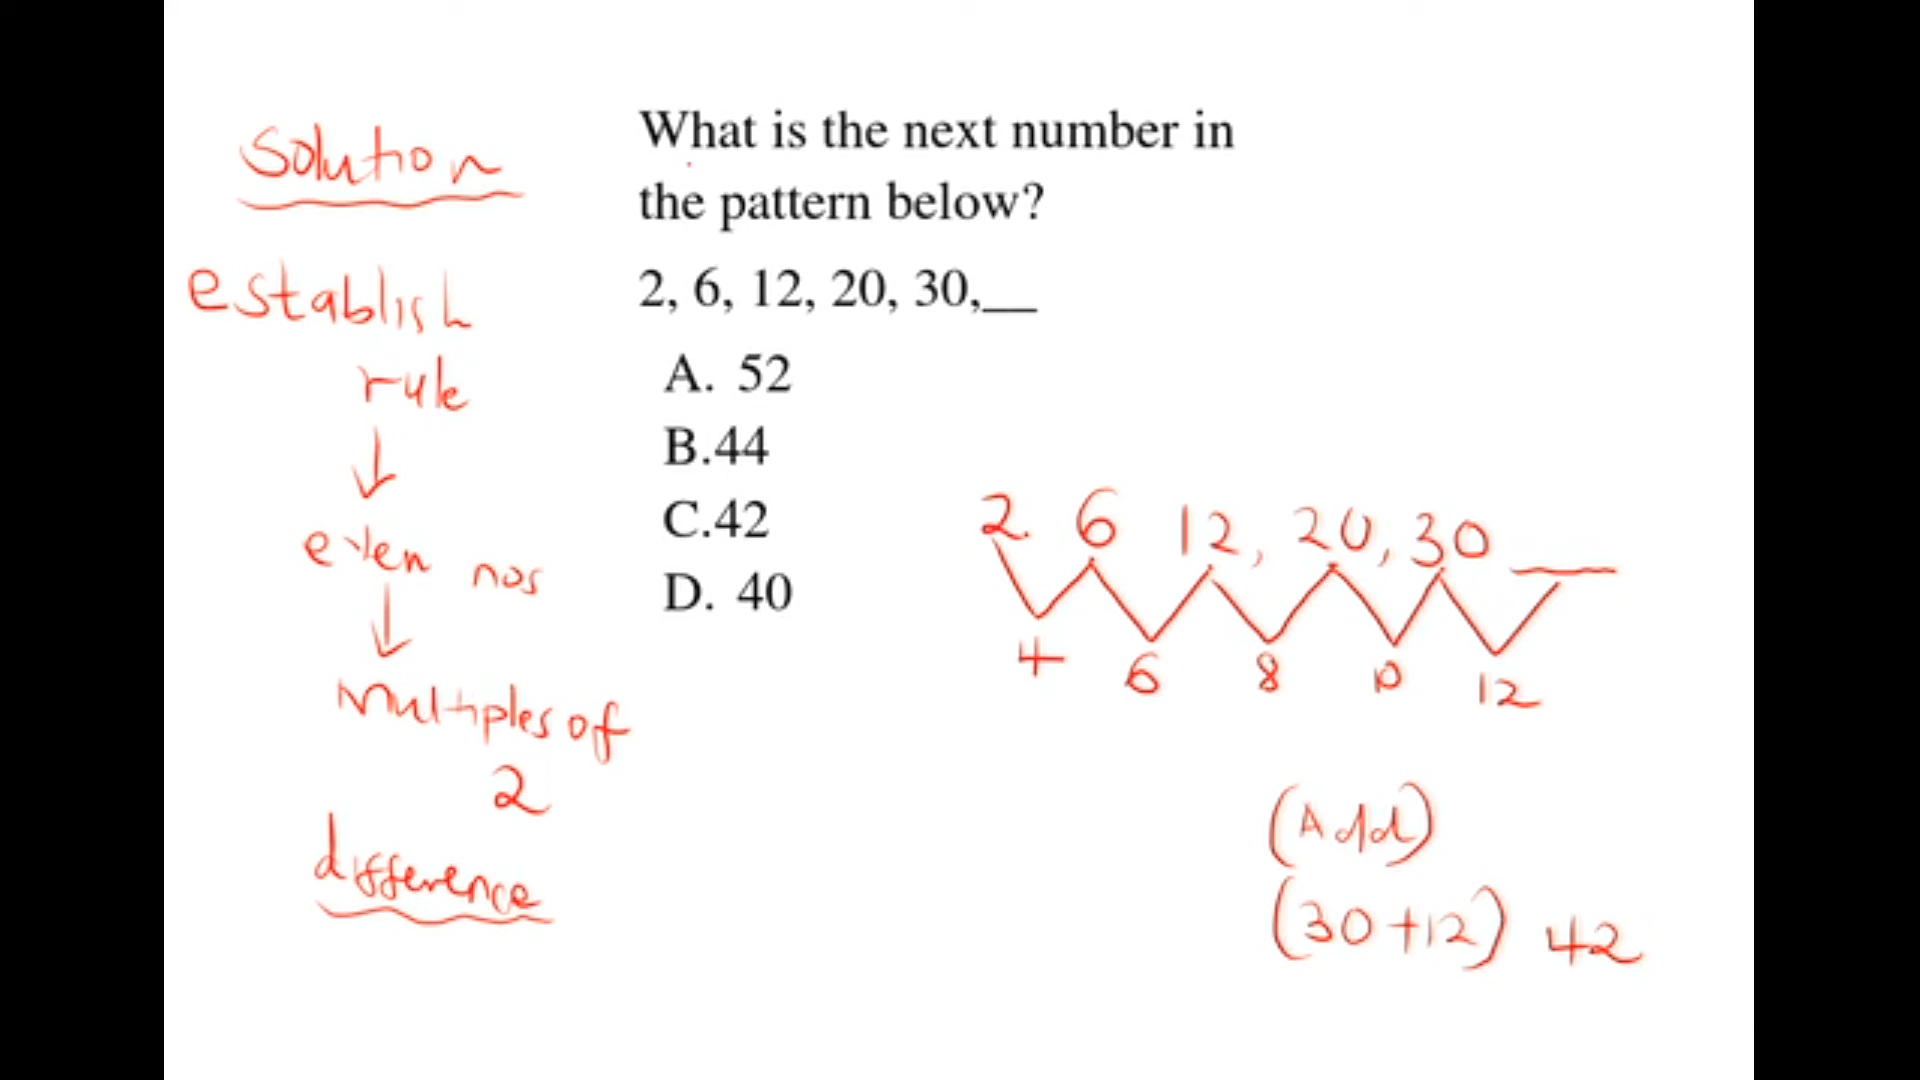 Solution
establish
rule
even nos
Multiples of
2
difference
What is the next number in
the pattern below?
2, 6, 12, 20, 30,__
A. 52
B.44
C.42
D. 40
2. 6 12, 20, 30 __
4 6 8 10 12
(Add)
(30+12) 42